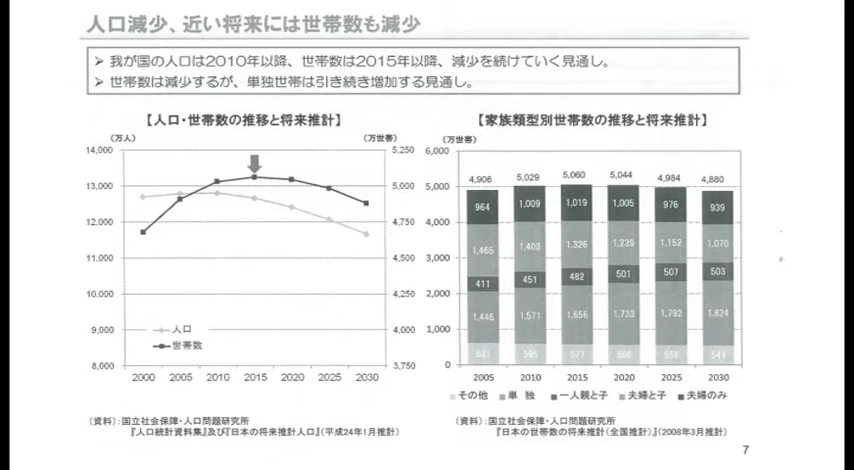 人口減少、近い将来には世帯数も減少
➢ 我が国の人口は2010年以降、世帯数は2015年以降、減少を続けていく見通し。
➢ 世帯数は減少するが、単独世帯は引き続き増加する見通し。
【人口・世帯数の推移と将来推計】
(万人) (万世帯)
14,000 5,250
13,000 5,000
12,000 4,750
11,000 4,500
10,000 4,250
9,000 4,000
8,000 3,750
人口
世帯数
2000 2005 2010 2015 2020 2025 2030
(資料):国立社会保障・人口問題研究所
『人口統計資料集』及び『日本の将来推計人口』(平成24年1月推計)
【家族類型別世帯数の推移と将来推計】
(万世帯)
6,000
5,000
4,000
3,000
2,000
1,000
0
4,906 5,029 5,060 5,044 4,984 4,880
964 1,009 1,019 1,005 976 939
1,465 1,403 1,326 1,239 1,152 1,070
411 451 482 501 507 503
1,446 1,571 1,656 1,733 1,792 1,824
595 544
2005 2010 2015 2020 2025 2030
その他 単独 一人親と子 夫婦と子 夫婦のみ
(資料):国立社会保障・人口問題研究所
『日本の世帯数の将来推計(全国推計)』(2008年3月推計)
7